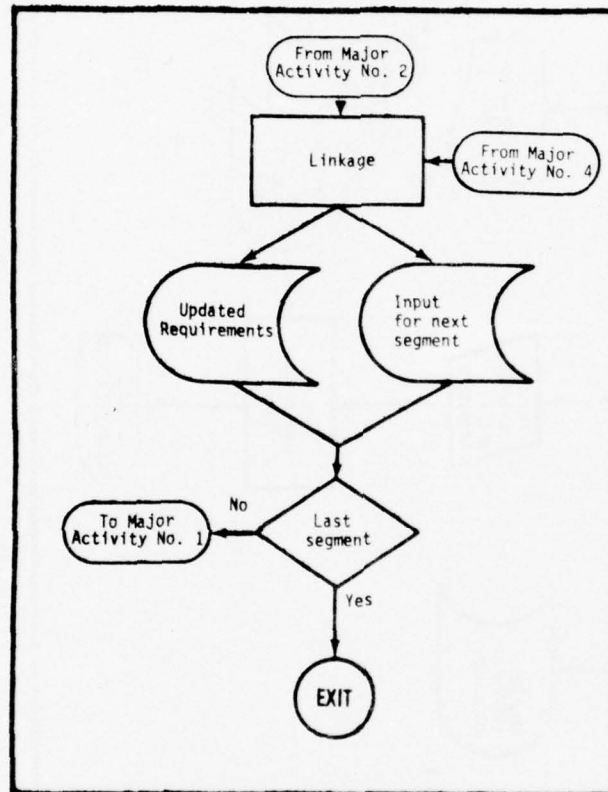 From Major
Activity No. 2
Linkage
From Major
Activity No. 4
Updated
Requirements
Input
for next
segment
No
To Major
Activity No. 1
Last
segment
Yes
EXIT